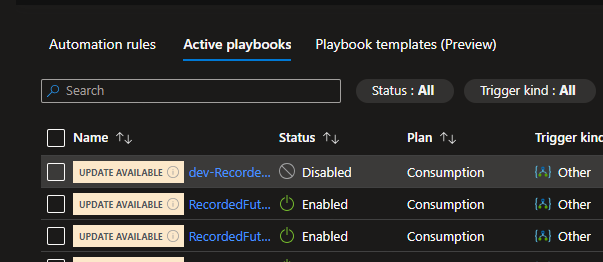 Automation rules Active playbooks Playbook templates (Preview)
Search Status : All Trigger kind : All
Name Status Plan Trigger kind
UPDATE AVAILABLE dev-Recorde... Disabled Consumption Other
UPDATE AVAILABLE RecordedFut... Enabled Consumption Other
UPDATE AVAILABLE RecordedFut... Enabled Consumption Other